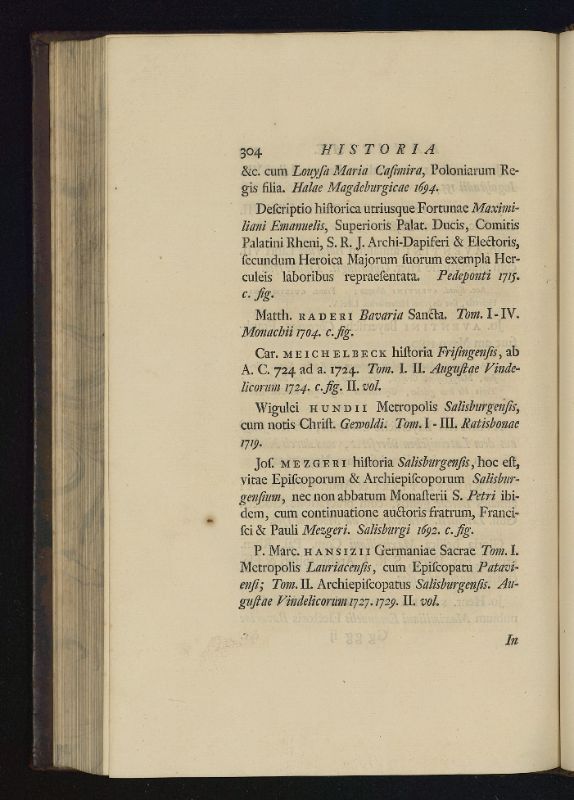 304 HISTORIA
&c. cum Louyſa Maria Caſimira, Poloniarum Re-
gis filia. Halae Magdeburgicae 1694.
Deſcriptio hiſtorica utriusque Fortunae Maximi-
liani Emanuelis, Superioris Palat. Ducis, Comitis
Palatini Rheni, S. R. J. Archi-Dapiferi & Electoris,
ſecundum Heroica Majorum ſuorum exempla Her-
culeis laboribus repraeſentata. Pedeponti 1715.
c. fig.
Matth. RADERI Bavaria Sancta. Tom. I-IV.
Monachii 1704. c. fig.
Car. MEICHELBECK hiſtoria Friſingenſis, ab
A. C. 724 ad a. 1724. Tom. I. II. Auguſtae Vinde-
licorum 1724. c. fig. II. vol.
Wigulei HUNDII Metropolis Salisburgenſis,
cum notis Chriſt. Gewoldi. Tom. I - III. Ratisbonae
1719.
Joſ. MEZGERI hiſtoria Salisburgenſis, hoc eſt,
vitae Epiſcoporum & Archiepiſcoporum Salisbur-
genſium, nec non abbatum Monaſterii S. Petri ibi-
dem, cum continuatione auctoris fratrum, Franci-
ſci & Pauli Mezgeri. Salisburgi 1692. c. fig.
P. Marc. HANSIZII Germaniae Sacrae Tom. I.
Metropolis Lauriacenſis, cum Epiſcopatu Patavi-
enſi; Tom. II. Archiepiſcopatus Salisburgenſis. Au-
guſtae Vindelicorum 1727. 1729. II. vol.
In